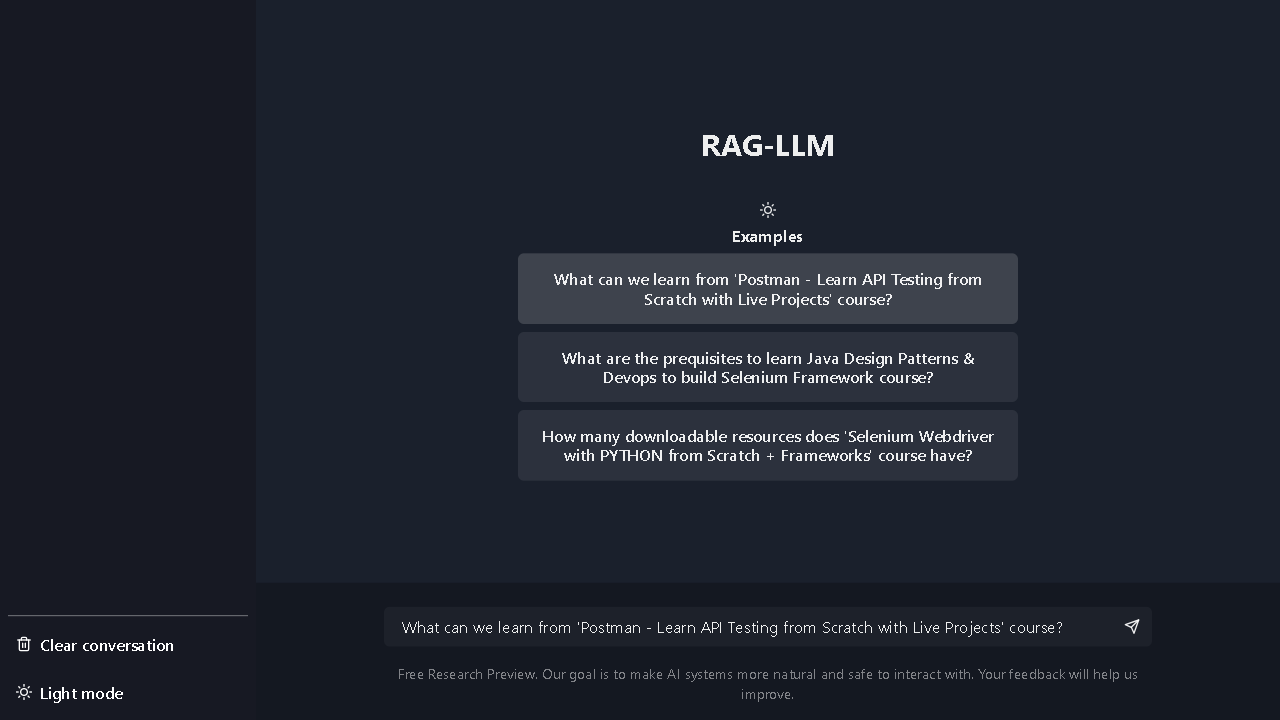 RAG-LLM
Examples
What can we learn from 'Postman - Learn API Testing from
Scratch with Live Projects' course?
What are the prequisites to learn Java Design Patterns &
Devops to build Selenium Framework course?
How many downloadable resources does 'Selenium Webdriver
with PYTHON from Scratch + Frameworks' course have?
Clear conversation
Light mode
What can we learn from 'Postman - Learn API Testing from Scratch with Live Projects' course?
Free Research Preview. Our goal is to make AI systems more natural and safe to interact with. Your feedback will help us
improve.